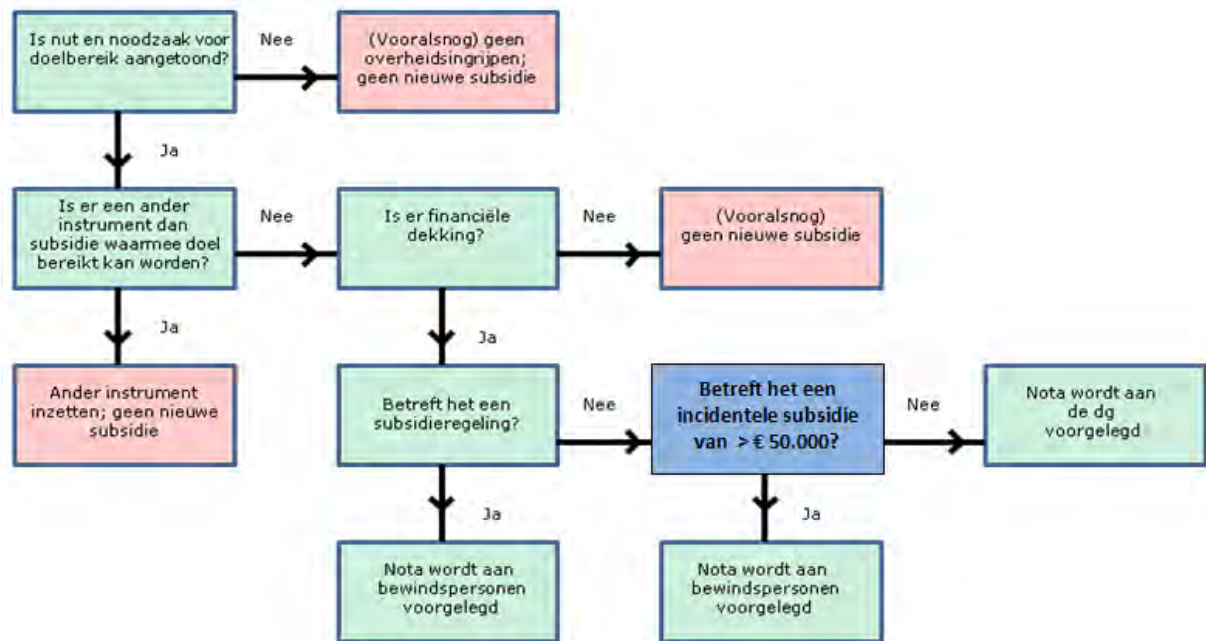 Is nut en noodzaak voor
doelbereik aangetoond?
Nee
(Vooralsnog) geen
overheidsingrijpen;
geen nieuwe subsidie
Ja
Is er een ander
instrument dan
subsidie waarmee doel
bereikt kan worden?
Nee
Is er financiële
dekking?
Nee
(Vooralsnog)
geen nieuwe subsidie
Ja
Ja
Ander instrument
inzetten; geen nieuwe
subsidie
Betreft het een
subsidieregeling?
Nee
Betreft het een
incidentele subsidie
van > € 50.000?
Nee
Nota wordt aan
de dg
voorgelegd
Ja
Ja
Nota wordt aan
bewindspersonen
voorgelegd
Nota wordt aan
bewindspersonen
voorgelegd